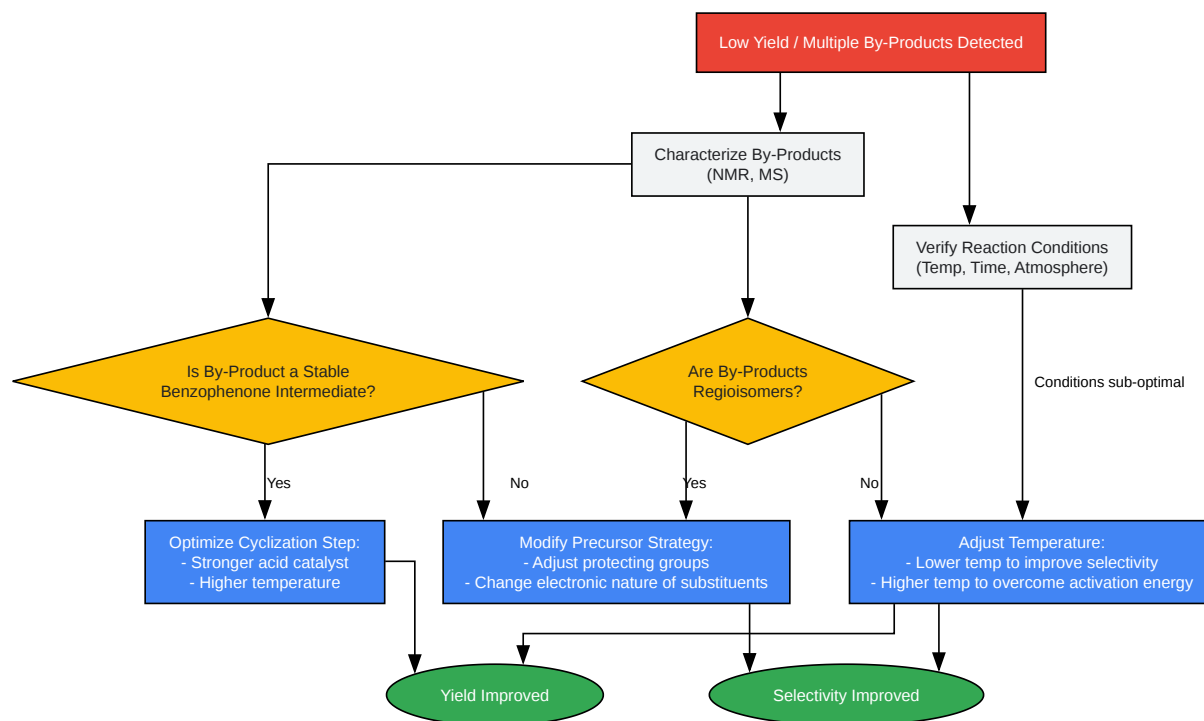 Low Yield / Multiple By-Products Detected
Characterize By-Products
(NMR, MS)
Verify Reaction Conditions
(Temp, Time, Atmosphere)
Is By-Product a Stable
Benzophenone Intermediate?
Are By-Products
Regioisomers?
Conditions sub-optimal
Yes
No
Yes
No
Optimize Cyclization Step:
- Stronger acid catalyst
- Higher temperature
Modify Precursor Strategy:
- Adjust protecting groups
- Change electronic nature of substituents
Adjust Temperature:
- Lower temp to improve selectivity
- Higher temp to overcome activation energy
Yield Improved
Selectivity Improved